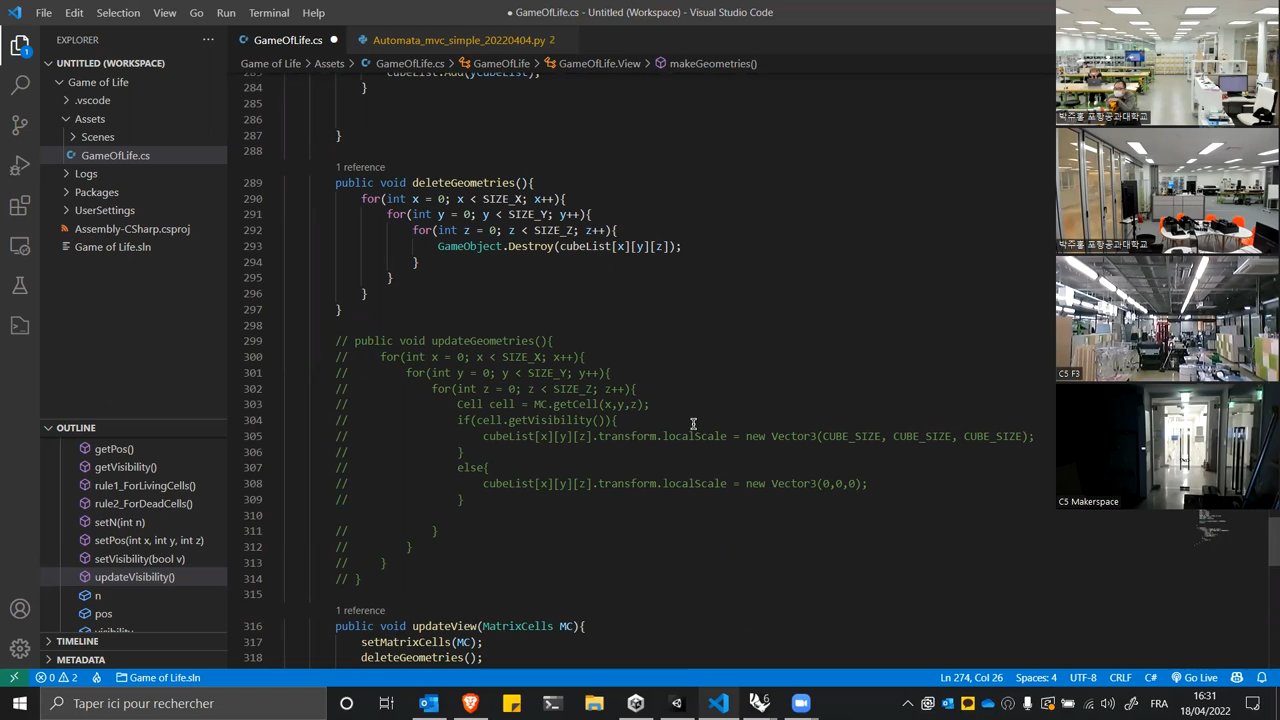 File Edit Selection View Go Run Terminal Help
● GameOfLife.cs - Untitled (Workspace) - Visual Studio Code
EXPLORER
UNTITLED (WORKSPACE)
Game of Life
.vscode
Assets
Scenes
GameOfLife.cs
Logs
Packages
UserSettings
Assembly-CSharp.csproj
Game of Life.sln
OUTLINE
getPos()
getVisibility()
rule1_ForLivingCells()
rule2_ForDeadCells()
setN(int n)
setPos(int x, int y, int z)
setVisibility(bool v)
updateVisibility()
n
pos
visibility
TIMELINE
METADATA
GameOfLife.cs ● Automata_mvc_simple_20220404.py 2
Game of Life > Assets > GameOfLife.cs > GameOfLife > GameOfLife.View > makeGeometries()
283 cubeList.Add(ycubeList);
284 }
285
286
287 }
288
1 reference
289 public void deleteGeometries(){
290 for(int x = 0; x < SIZE_X; x++){
291 for(int y = 0; y < SIZE_Y; y++){
292 for(int z = 0; z < SIZE_Z; z++){
293 GameObject.Destroy(cubeList[x][y][z]);
294 }
295 }
296 }
297 }
298
299 // public void updateGeometries(){
300 // for(int x = 0; x < SIZE_X; x++){
301 // for(int y = 0; y < SIZE_Y; y++){
302 // for(int z = 0; z < SIZE_Z; z++){
303 // Cell cell = MC.getCell(x,y,z);
304 // if(cell.getVisibility()){
305 // cubeList[x][y][z].transform.localScale = new Vector3(CUBE_SIZE, CUBE_SIZE, CUBE_SIZE);
306 // }
307 // else{
308 // cubeList[x][y][z].transform.localScale = new Vector3(0,0,0);
309 // }
310
311 // }
312 // }
313 // }
314 // }
315
1 reference
316 public void updateView(MatrixCells MC){
317 setMatrixCells(MC);
318 deleteGeometries();
박주홍 포항공과대학교
박주홍 포항공과대학교
C5 F3
C5 Makerspace
0 2 Game of Life.sln
Ln 274, Col 26 Spaces: 4 UTF-8 CRLF C# Go Live
Taper ici pour rechercher
FRA
16:31
18/04/2022